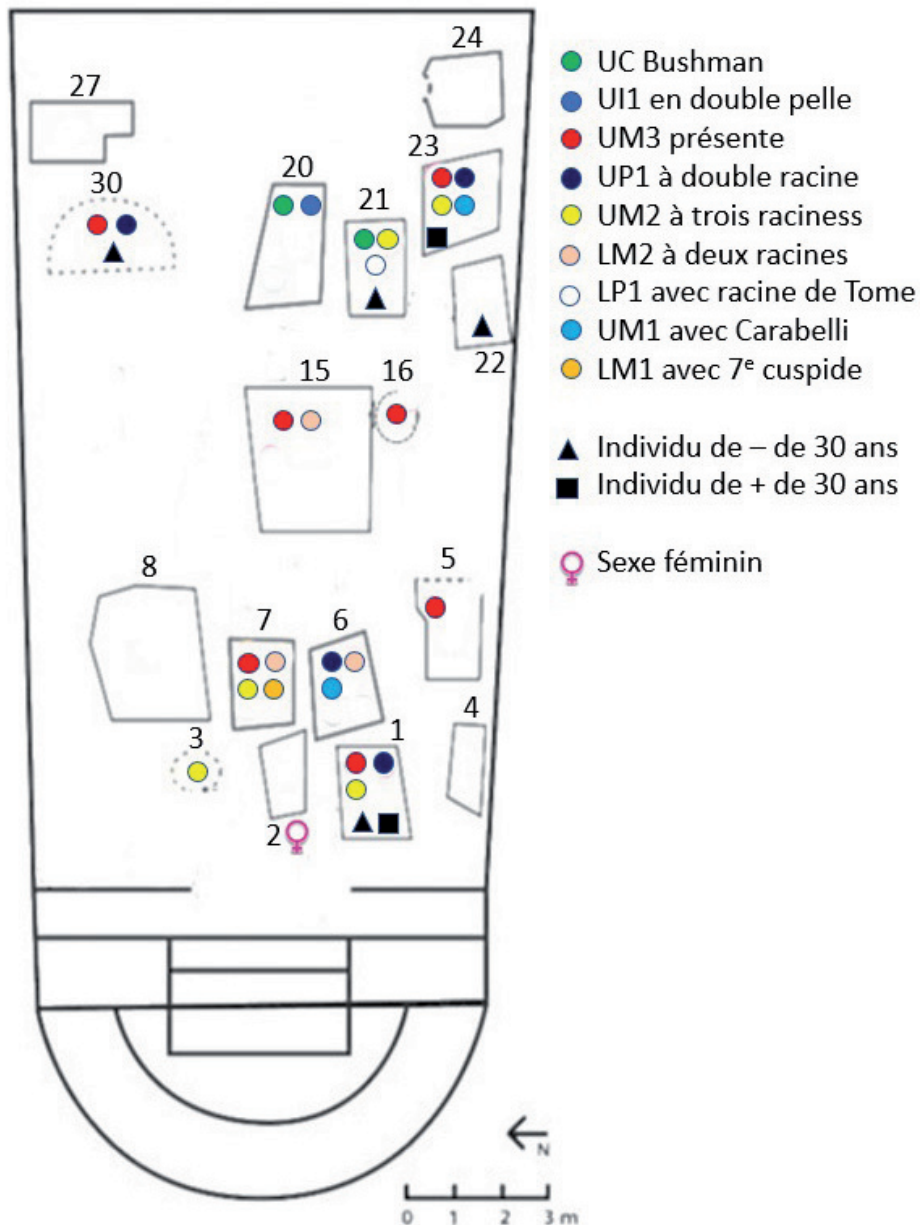 24
27
23
20
30
21
22
15
16
8
5
7
6
4
1
3
2
N
0 1 2 3 m
UC Bushman
UI1 en double pelle
UM3 présente
UP1 à double racine
UM2 à trois raciness
LM2 à deux racines
LP1 avec racine de Tome
UM1 avec Carabelli
LM1 avec 7e cuspide
Individu de – de 30 ans
Individu de + de 30 ans
Sexe féminin